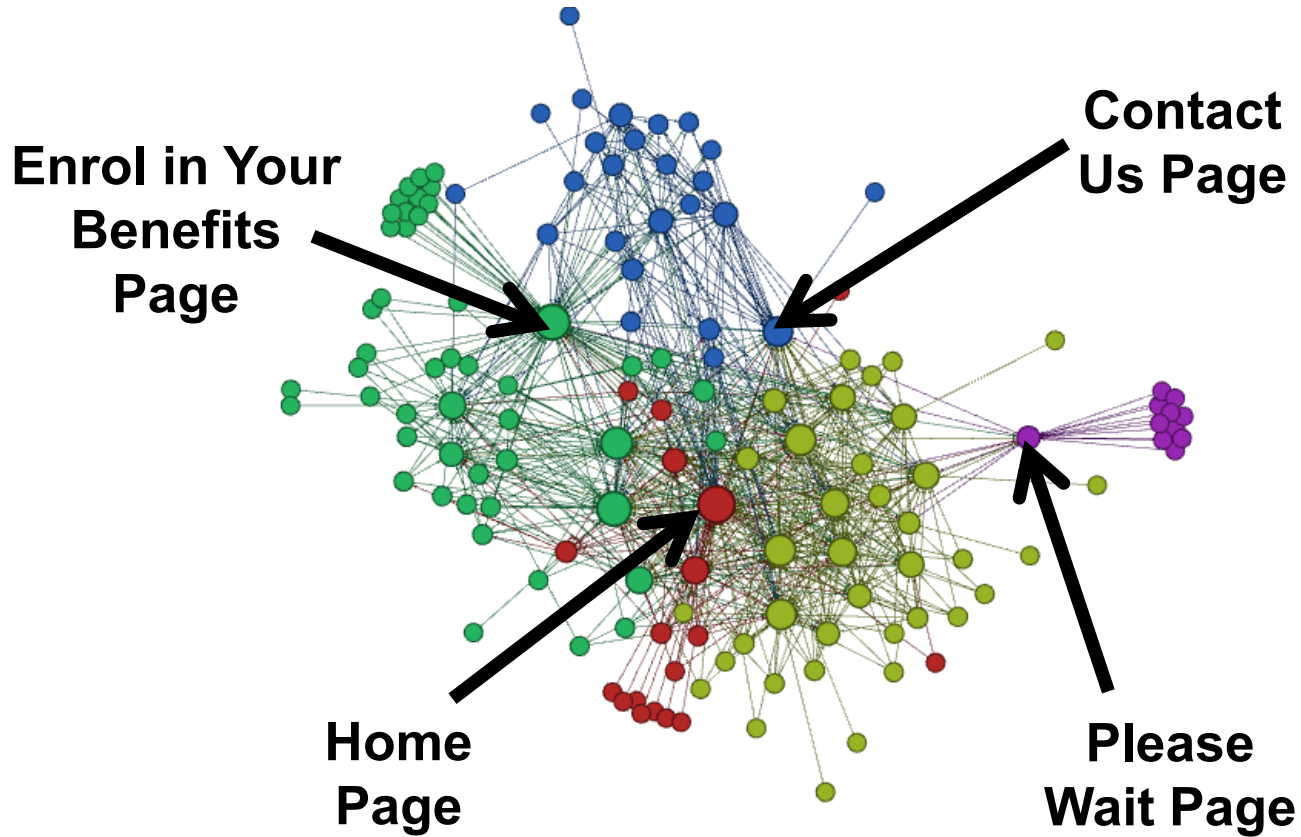 Enrol in Your
Benefits
Page
Contact
Us Page
Home
Page
Please
Wait Page